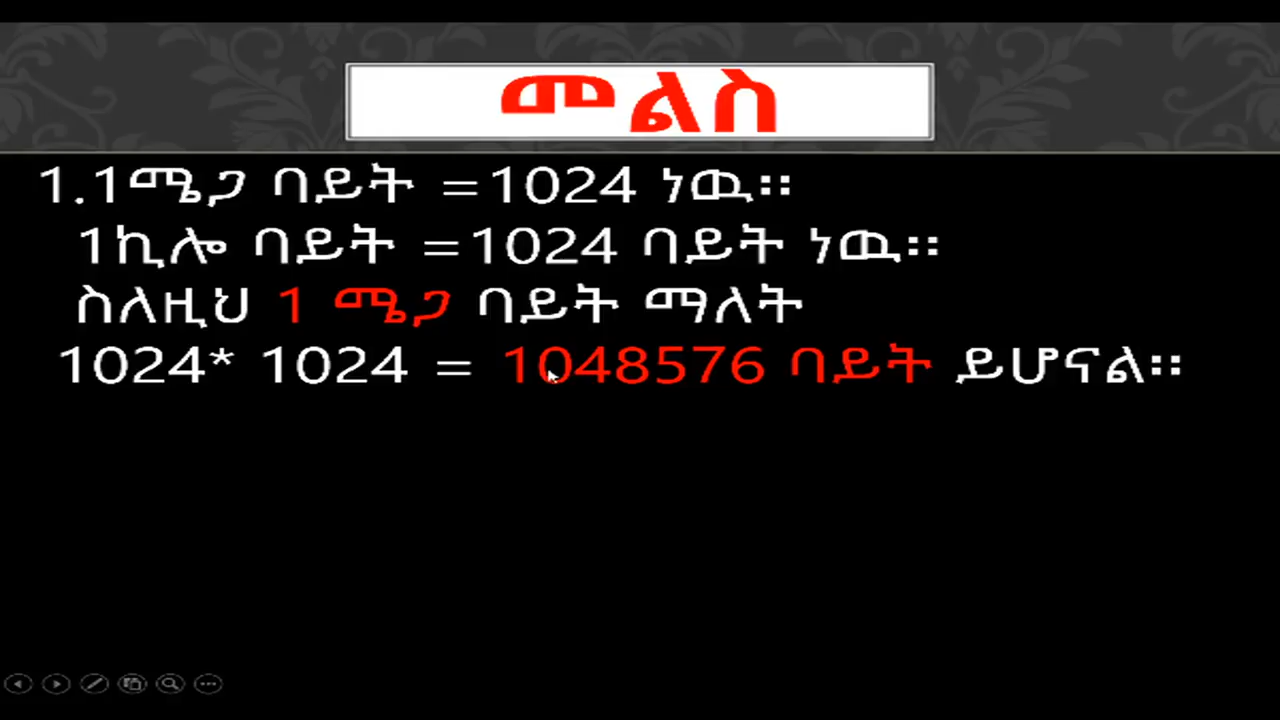 መልስ
1.1ሜጋ ባይት =1024 ነዉ።
1ኪሎ ባይት =1024 ባይት ነዉ።
ስለዚህ 1 ሜጋ ባይት ማለት
1024* 1024 = 1048576 ባይት ይሆናል።